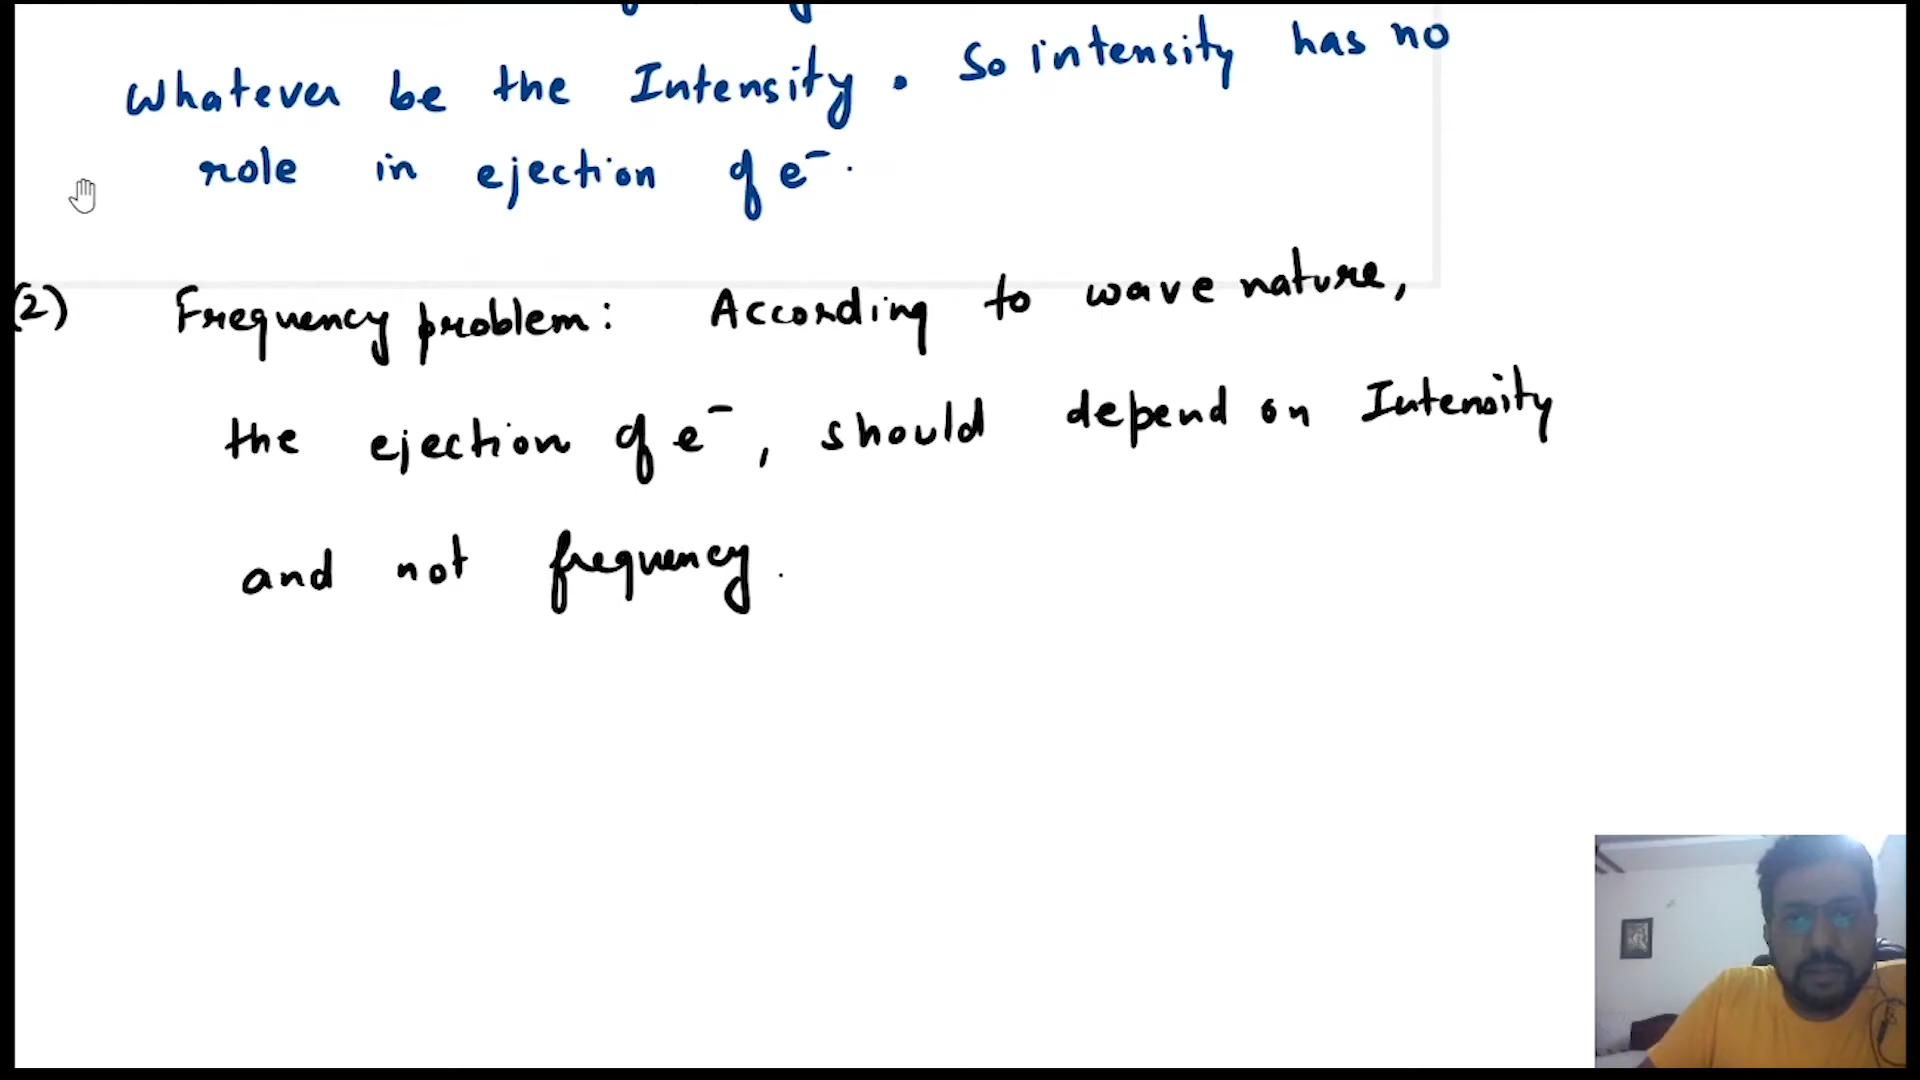 Whatever be the Intensity. So intensity has no
role in ejection of e⁻.
(2) Frequency problem: According to wave nature,
the ejection of e⁻, should depend on Intensity
and not frequency.